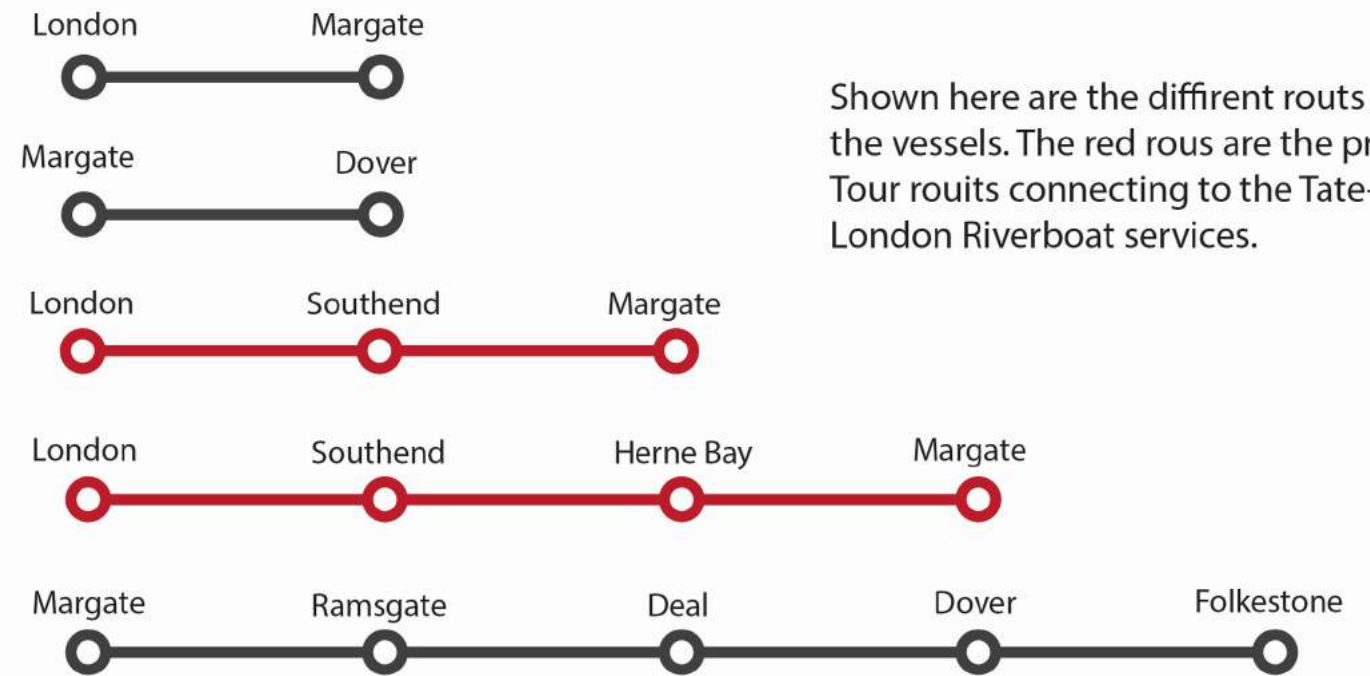 London Margate
Shown here are the diffirent routs
the vessels. The red rous are the
Margate Dover
Tour rouits connecting to the Tate-
London Riverboat services.
London Southend Margate
London Southend Herne Bay Margate
Margate Ramsgate Deal Dover Folkestone